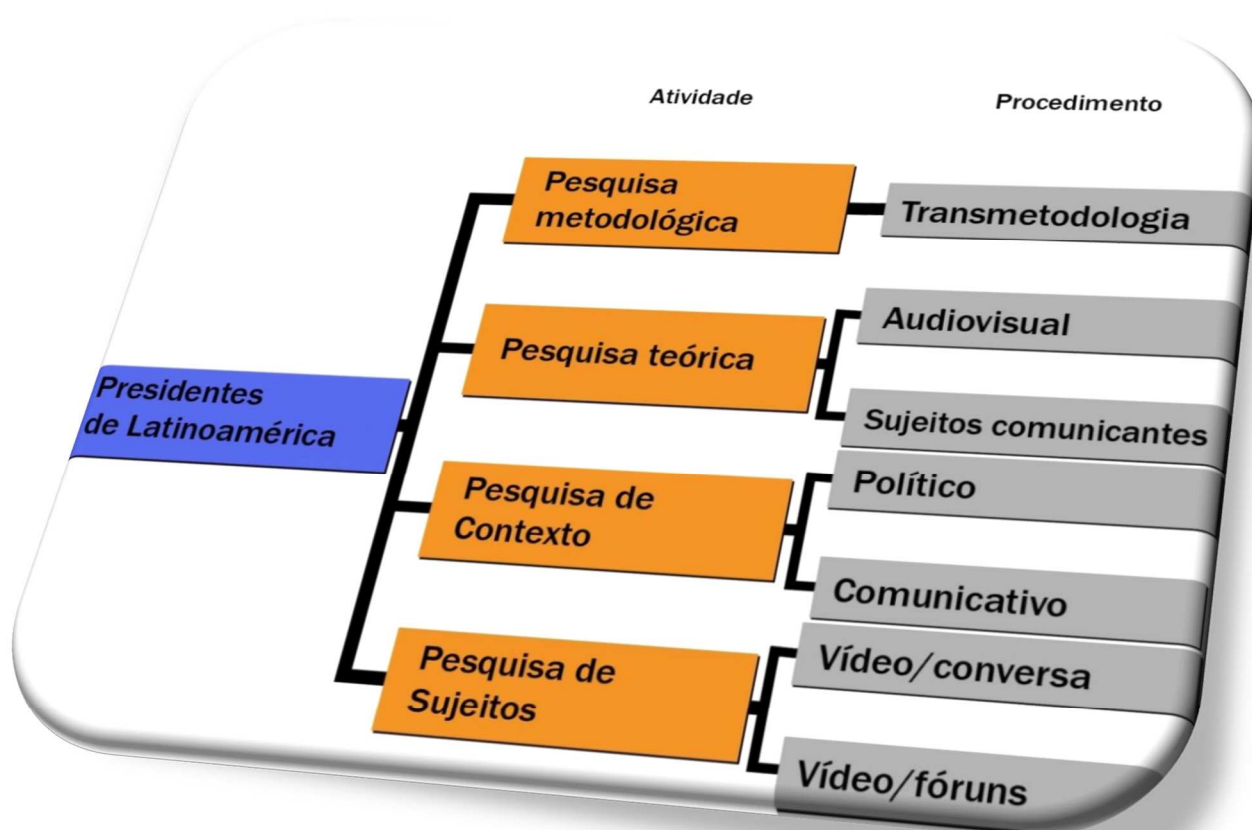 Atividade
Procedimento
Pesquisa
metodológica
Transmetodologia
Pesquisa teórica
Audiovisual
Sujeitos comunicantes
Presidentes
de Latinoamérica
Pesquisa de
Contexto
Político
Comunicativo
Pesquisa de
Sujeitos
Vídeo/conversa
Vídeo/fóruns